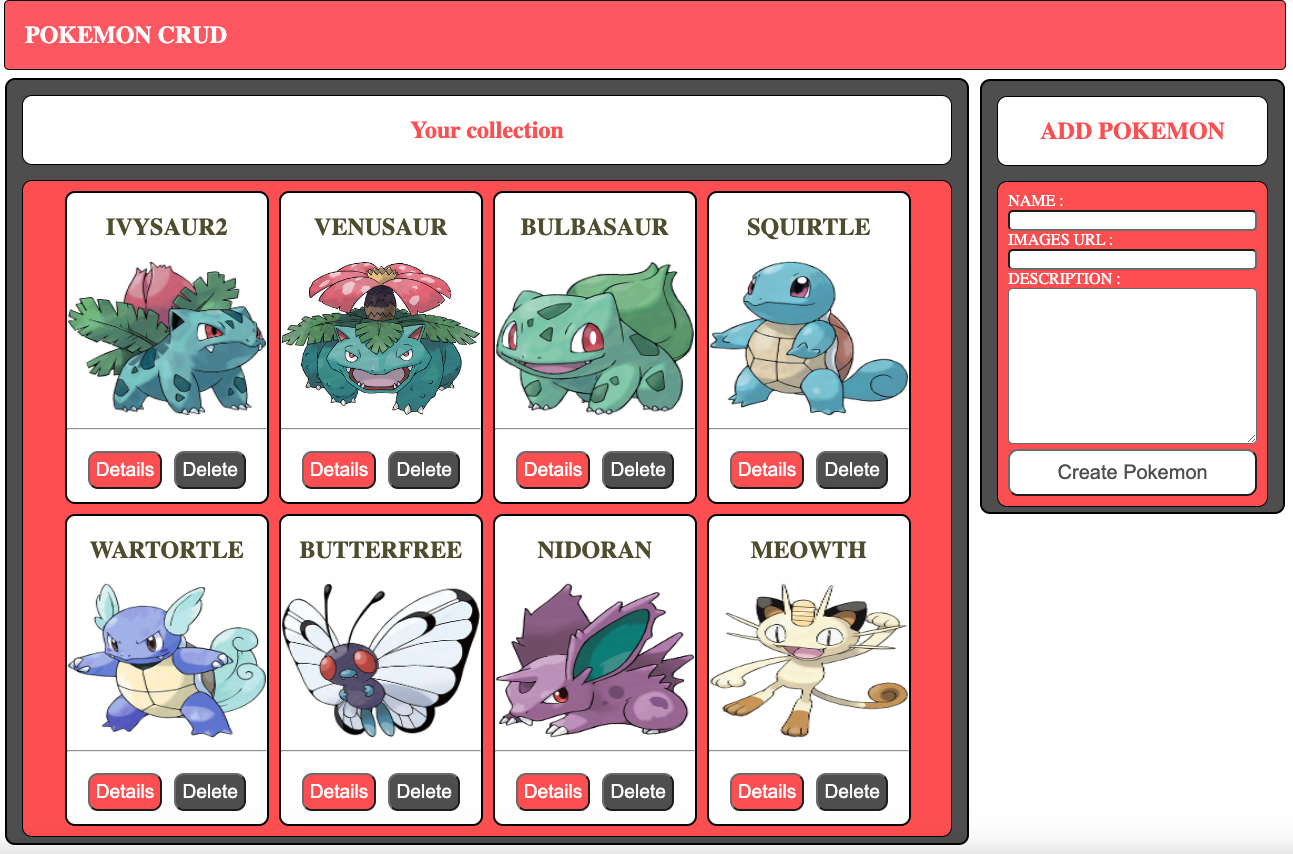 POKEMON CRUD
Your collection
IVYSAUR2
VENUSAUR
BULBASAUR
SQUIRTLE
Details Delete
Details Delete
Details Delete
Details Delete
WARTORTLE
BUTTERFREE
NIDORAN
MEOWTH
Details Delete
Details Delete
Details Delete
Details Delete
ADD POKEMON
NAME :
IMAGES URL :
DESCRIPTION :
Create Pokemon